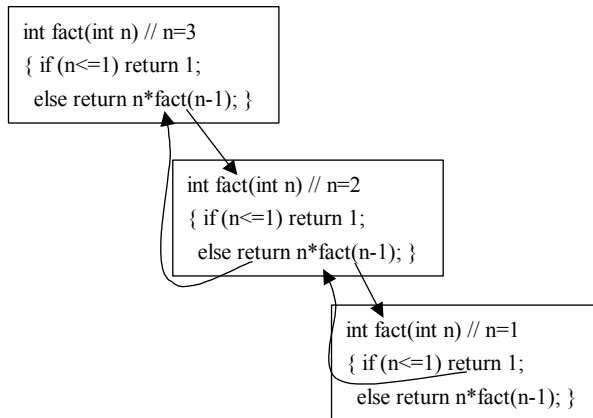 int fact(int n) // n=3
{ if (n<=1) return 1;
else return n*fact(n-1); }
int fact(int n) // n=2
{ if (n<=1) return 1;
else return n*fact(n-1); }
int fact(int n) // n=1
{ if (n<=1) return 1;
else return n*fact(n-1); }